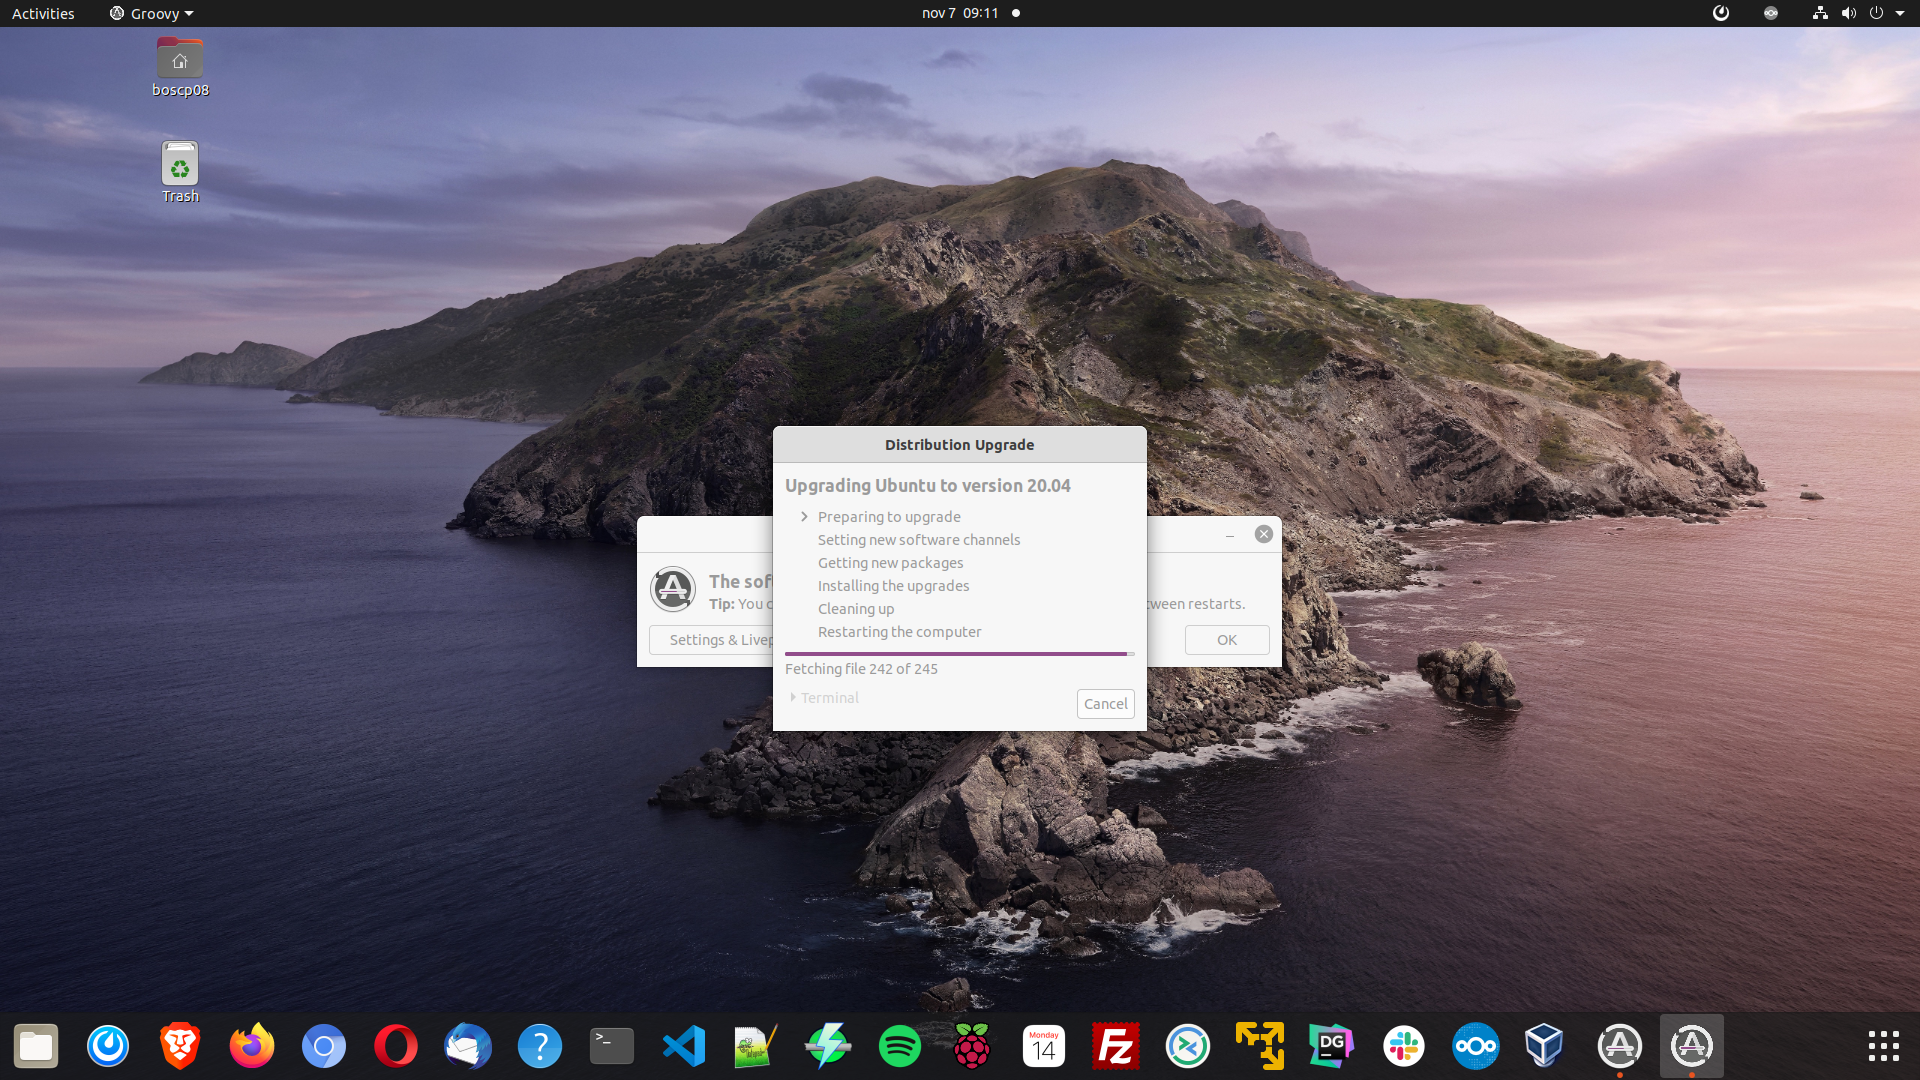 Activities
Groovy
nov 7 09:11
boscp08
Trash
Distribution Upgrade
Upgrading Ubuntu to version 20.04
Preparing to upgrade
Setting new software channels
Getting new packages
Installing the upgrades
Cleaning up
Restarting the computer
Fetching file 242 of 245
Terminal
Cancel
The sof
Tip: You c
tween restarts.
Settings & Livep
OK
?
>_
Monday
14
Fz
DG